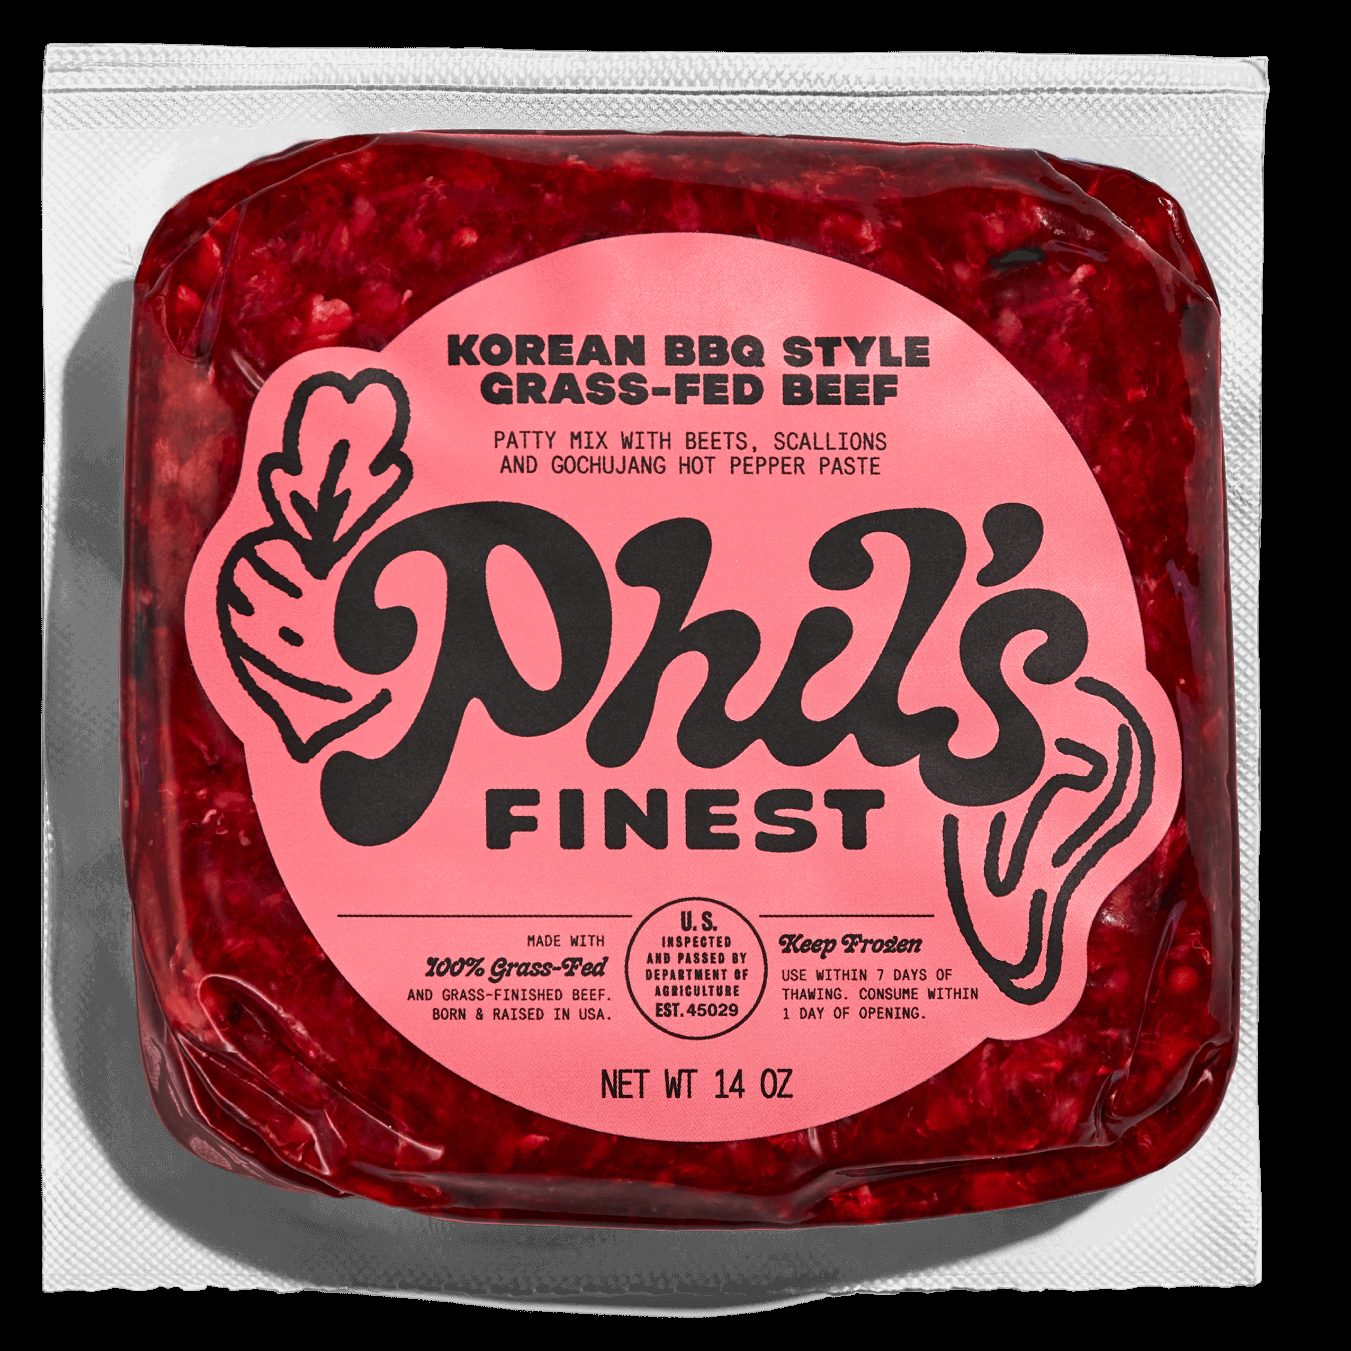 KOREAN BBQ STYLE
GRASS-FED BEEF
PATTY MIX WITH BEETS, SCALLIONS
AND GOCHUJANG HOT PEPPER PASTE
Phil's
FINEST
MADE WITH
100% Grass-Fed
AND GRASS-FINISHED BEEF.
BORN & RAISED IN USA.
U.S.
INSPECTED
AND PASSED BY
DEPARTMENT OF
AGRICULTURE
EST. 45029
Keep Frozen
USE WITHIN 7 DAYS OF
THAWING. CONSUME WITHIN
1 DAY OF OPENING.
NET WT 14 OZ